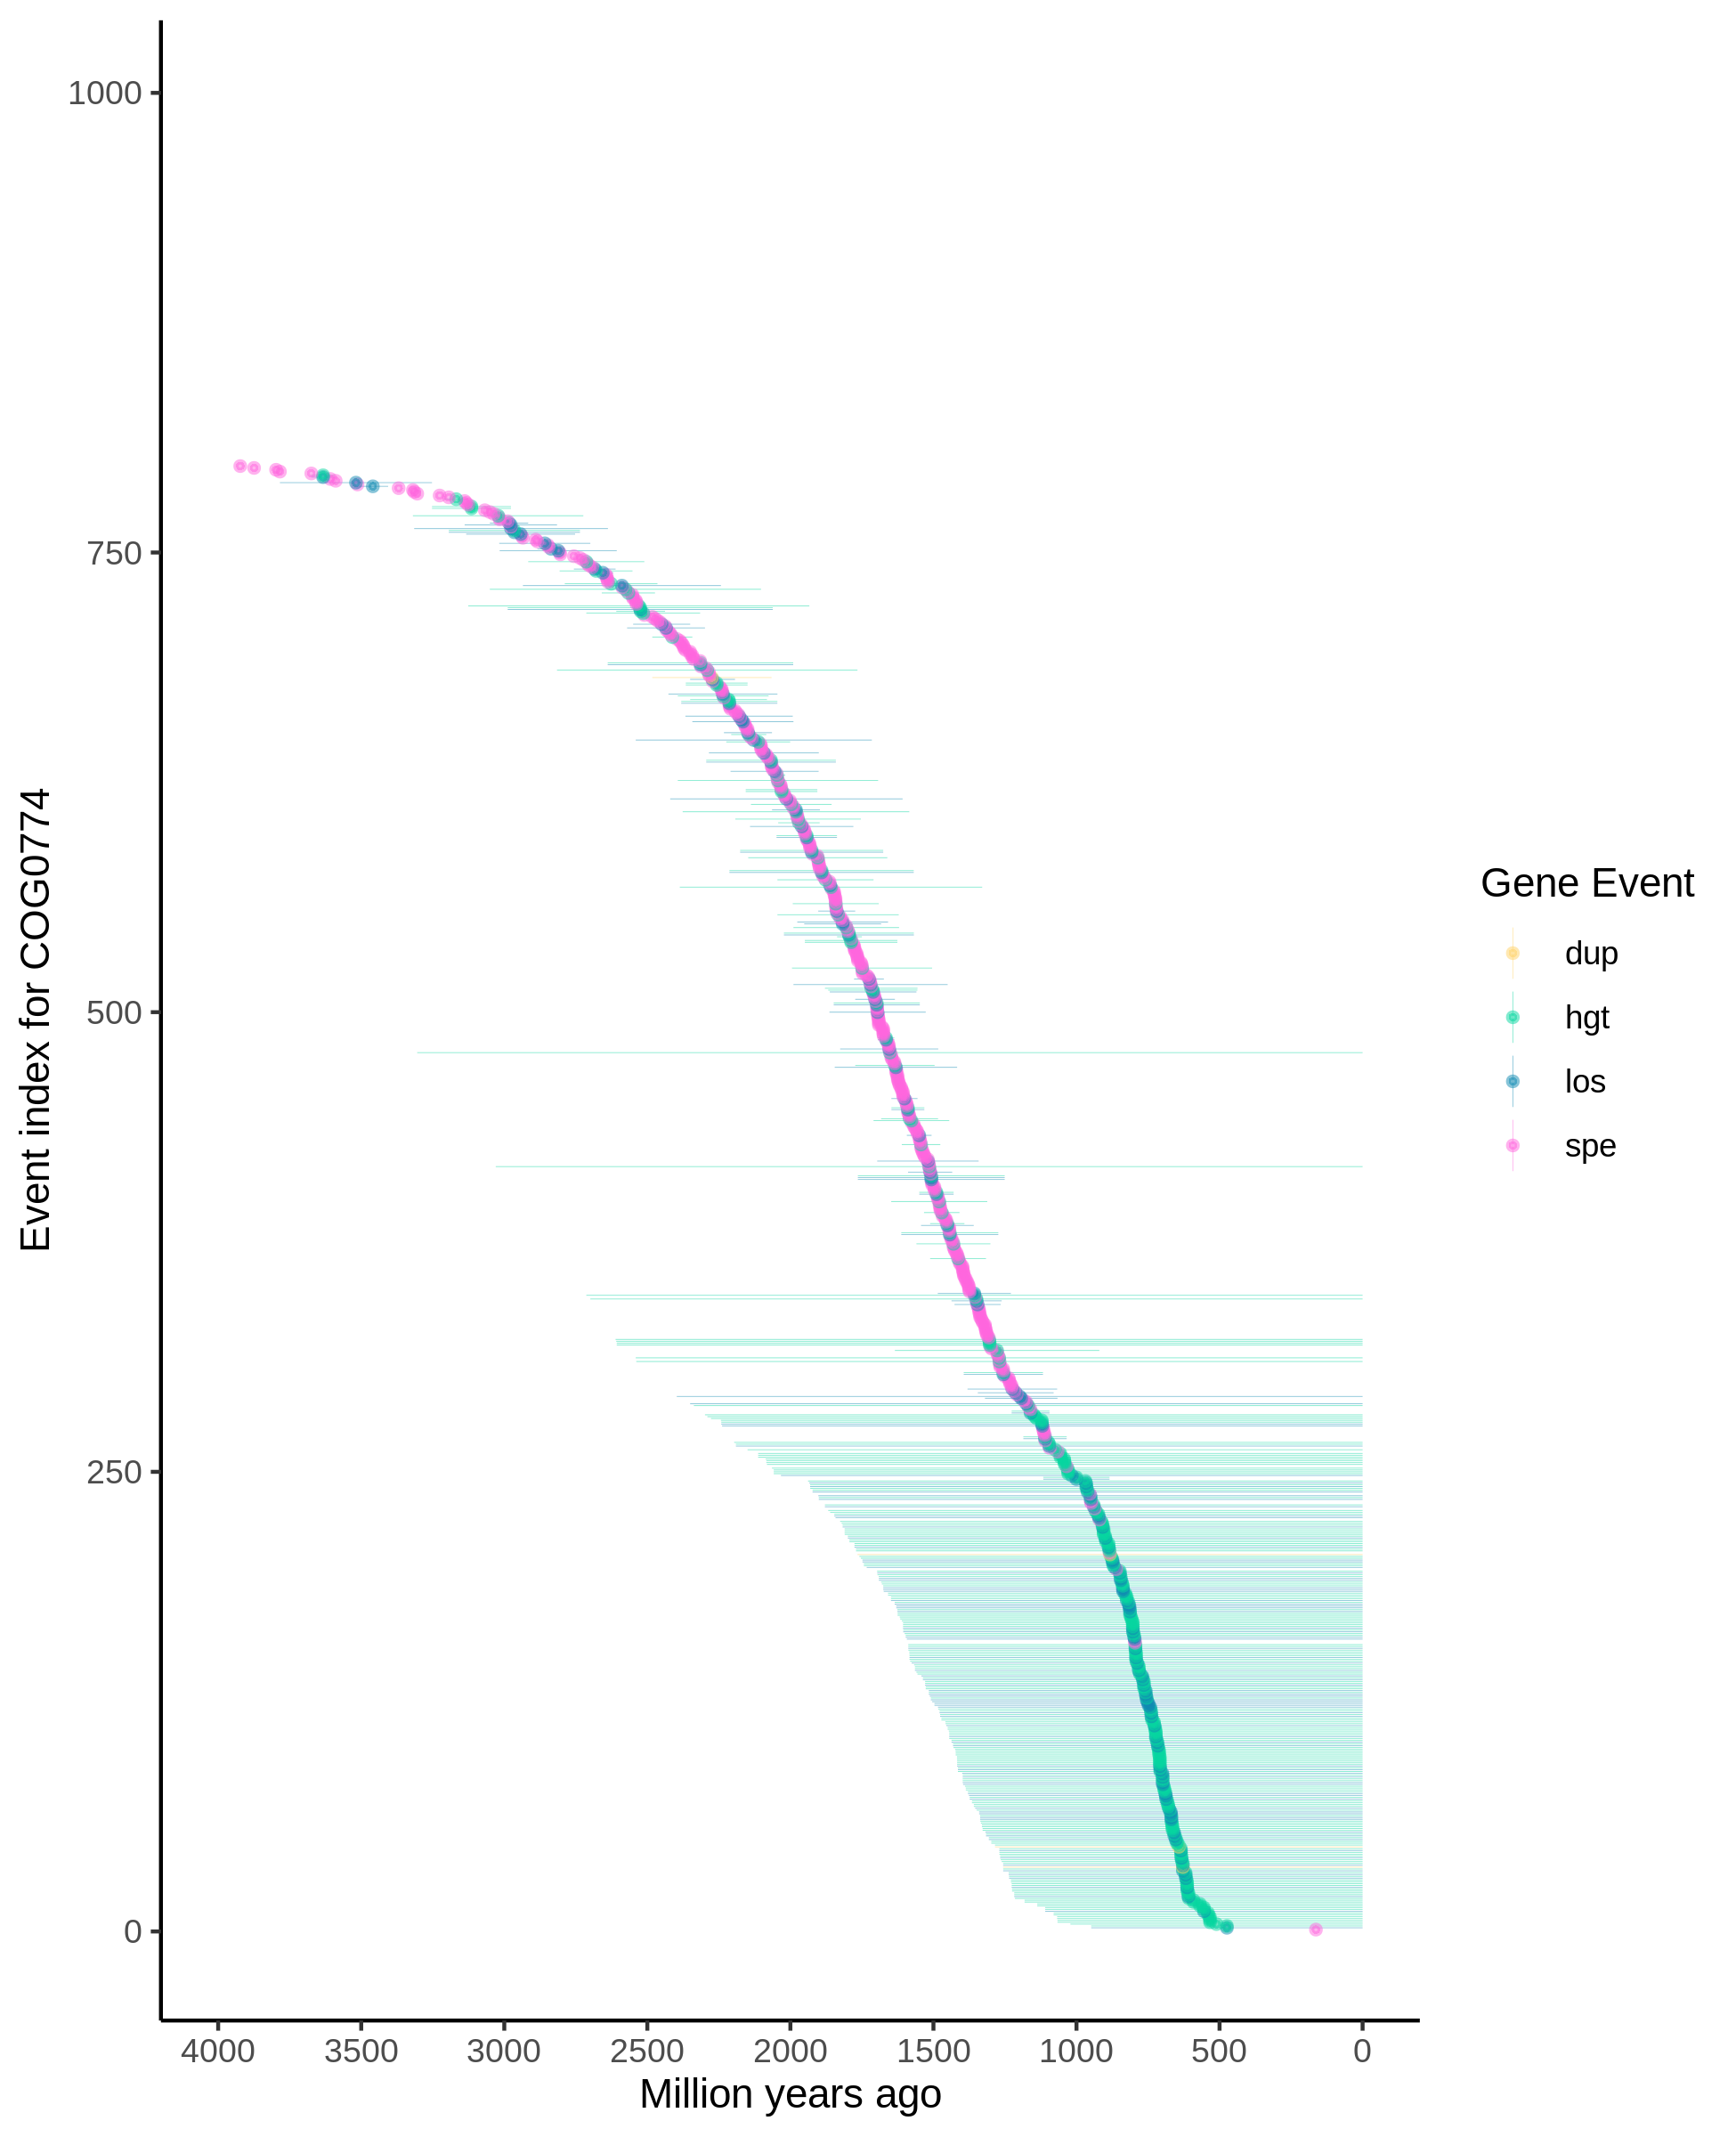 Event index for COG0774
1000
750
500
250
0
4000 3500 3000 2500 2000 1500 1000 500 0
Million years ago
Gene Event
dup
hgt
los
spe